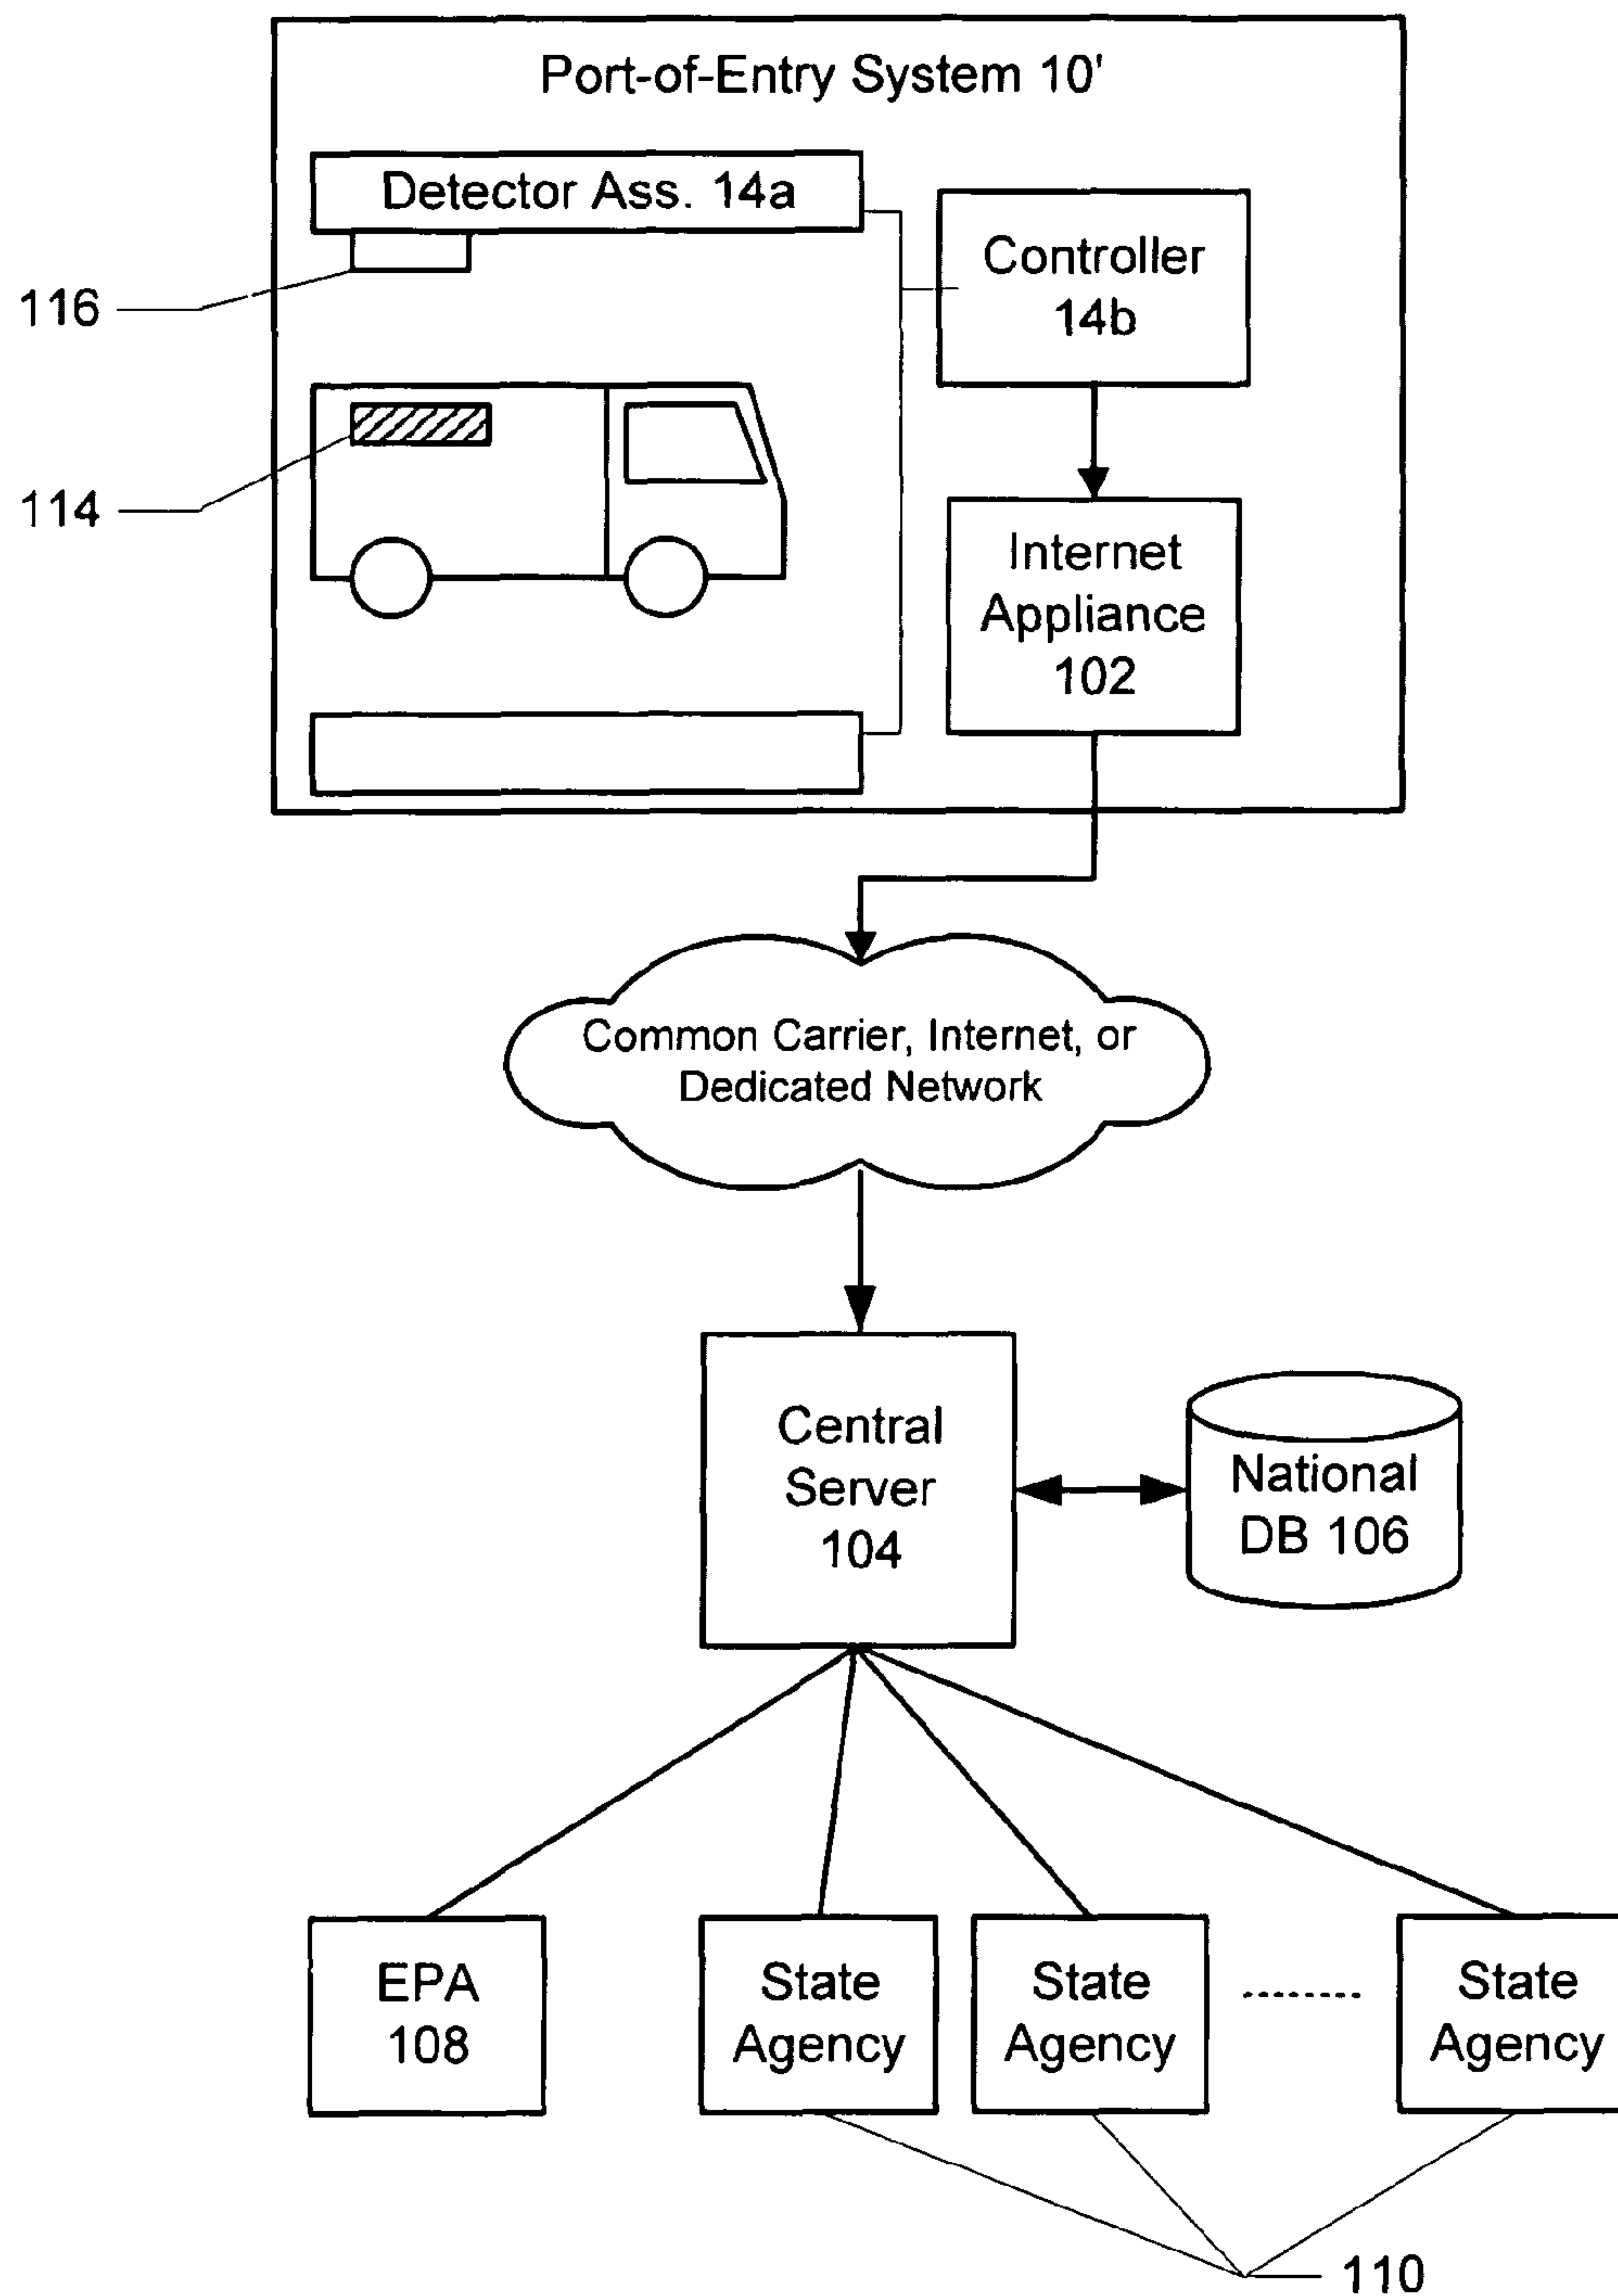 Port-of-Entry System 10'
Detector Ass. 14a
Controller
14b
116
114
Internet
Appliance
102
Common Carrier, Internet, or
Dedicated Network
Central
Server
104
National
DB 106
EPA
108
State
Agency
State
Agency
State
Agency
110